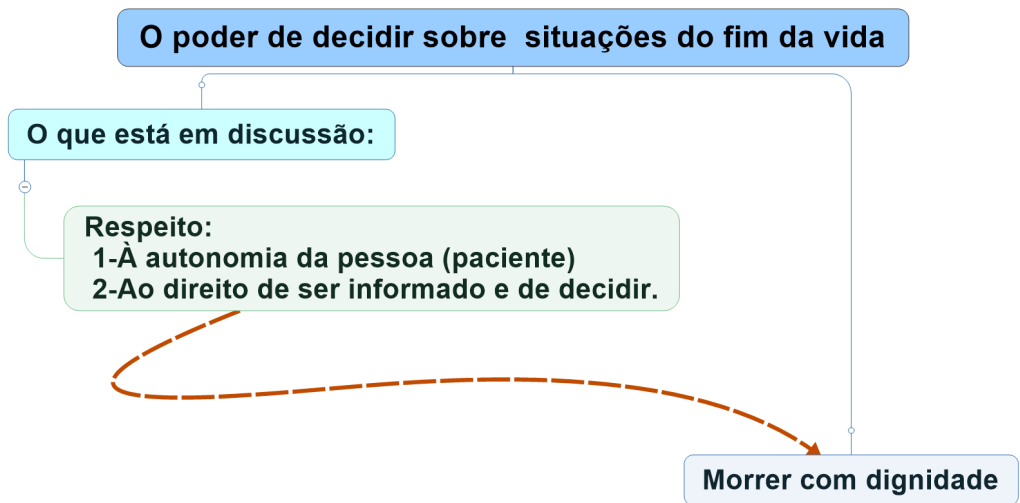 O poder de decidir sobre  situações do fim da vida
O que está em discussão:
Respeito:
1-À autonomia da pessoa (paciente)
2-Ao direito de ser informado e de decidir.
Morrer com dignidade